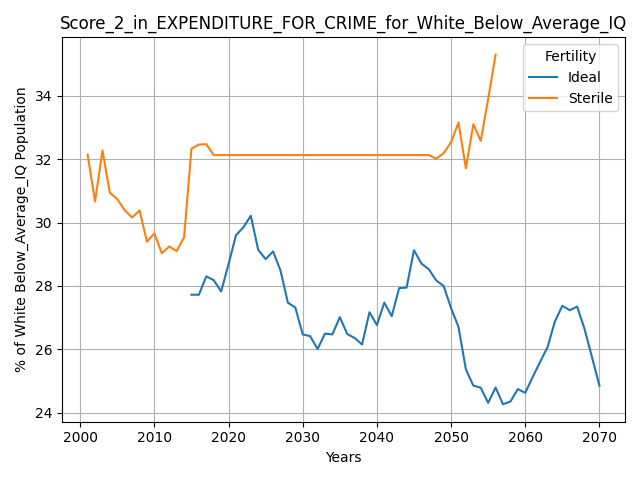 Score_2_in_EXPENDITURE_FOR_CRIME_for_White_Below_Average_IQ
% of White Below_Average_IQ Population
34
32
30
28
26
24
Fertility
Ideal
Sterile
2000 2010 2020 2030 2040 2050 2060 2070
Years